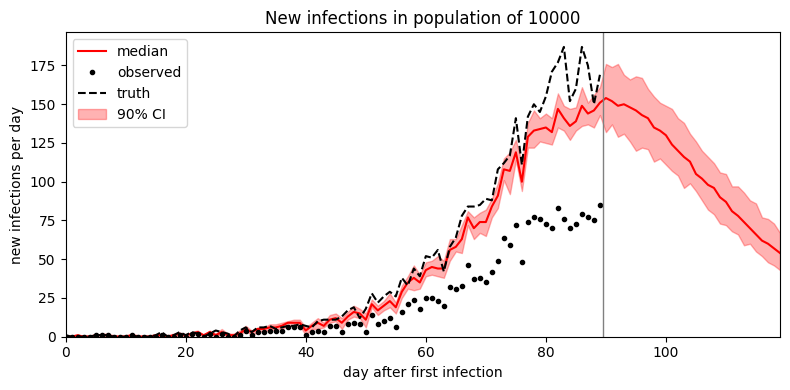 New infections in population of 10000
new infections per day
175
150
125
100
75
50
25
0
median
observed
truth
90% CI
0 20 40 60 80 100
day after first infection